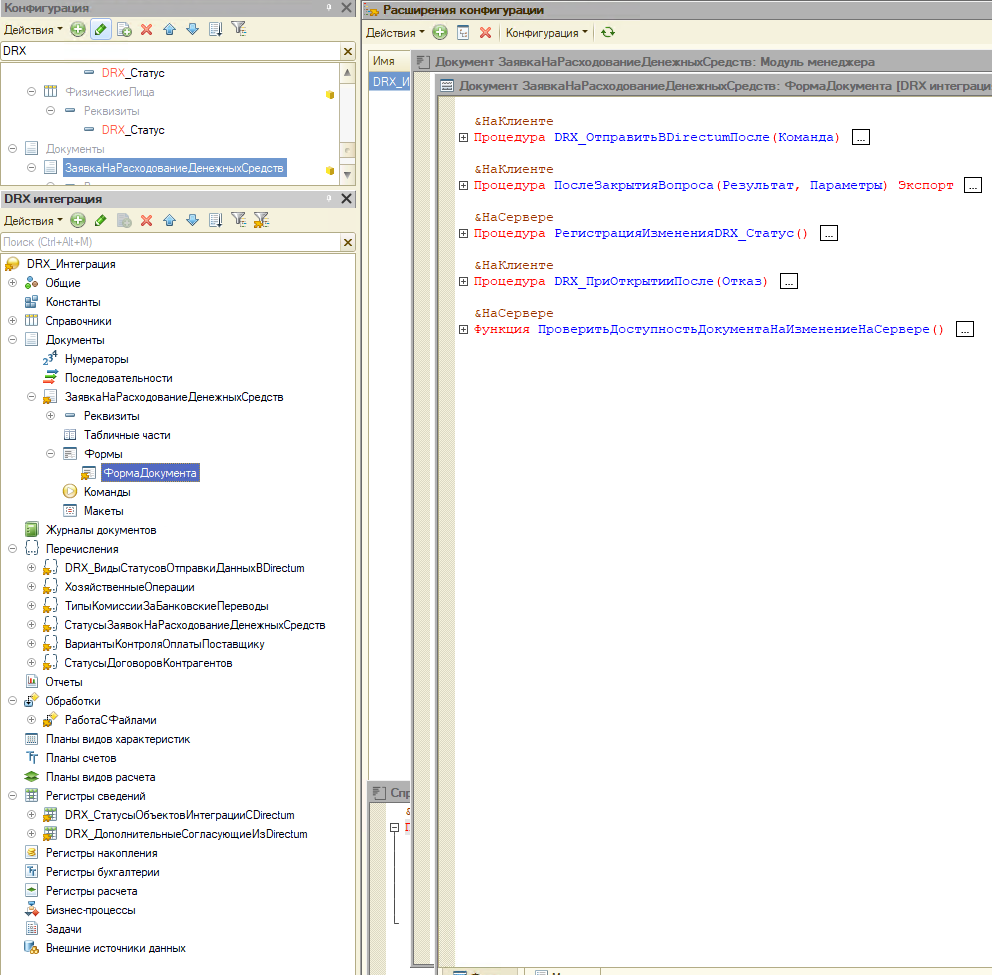 Конфигурация
Действия
DRX
DRX_Статус
ФизическиеЛица
Реквизиты
DRX_Статус
Документы
ЗаявкаНаРасходованиеДенежныхСредств
DRX интеграция
Действия
Поиск (Ctrl+Alt+M)
DRX_Интеграция
Общие
Константы
Справочники
Документы
Нумераторы
Последовательности
ЗаявкаНаРасходованиеДенежныхСредств
Реквизиты
Табличные части
Формы
ФормаДокумента
Команды
Макеты
Журналы документов
Перечисления
DRX_ВидыСтатусовОтправкиДанныхВDirectum
ХозяйственныеОперации
ТипыКомиссииЗаБанковскиеПереводы
СтатусыЗаявокНаРасходованиеДенежныхСредств
ВариантыКонтроляОплатыПоставщику
СтатусыДоговоровКонтрагентов
Отчеты
Обработки
РаботаСФайлами
Планы видов характеристик
Планы счетов
Планы видов расчета
Регистры сведений
DRX_СтатусыОбъектовИнтеграцииСDirectum
DRX_ДополнительныеСогласующиеИзDirectum
Регистры накопления
Регистры бухгалтерии
Регистры расчета
Бизнес-процессы
Задачи
Внешние источники данных
Расширения конфигурации
Действия Конфигурация
Имя
DRX_И
Документ ЗаявкаНаРасходованиеДенежныхСредств: Модуль менеджера
Документ ЗаявкаНаРасходованиеДенежныхСредств: ФормаДокумента [DRX интеграци
&НаКлиенте
Процедура DRX_ОтправитьВDirectumПосле(Команда) ...
&НаКлиенте
Процедура ПослеЗакрытияВопроса(Результат, Параметры) Экспорт ...
&НаСервере
Процедура РегистрацияИзмененияDRX_Статус() ...
&НаКлиенте
Процедура DRX_ПриОткрытииПосле(Отказ) ...
&НаСервере
Функция ПроверитьДоступностьДокументаНаИзменениеНаСервере() ...
Спр